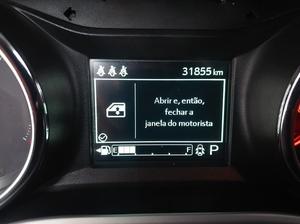 31855 km
Abrir e, então,
fechar a
janela do motorista
E F P